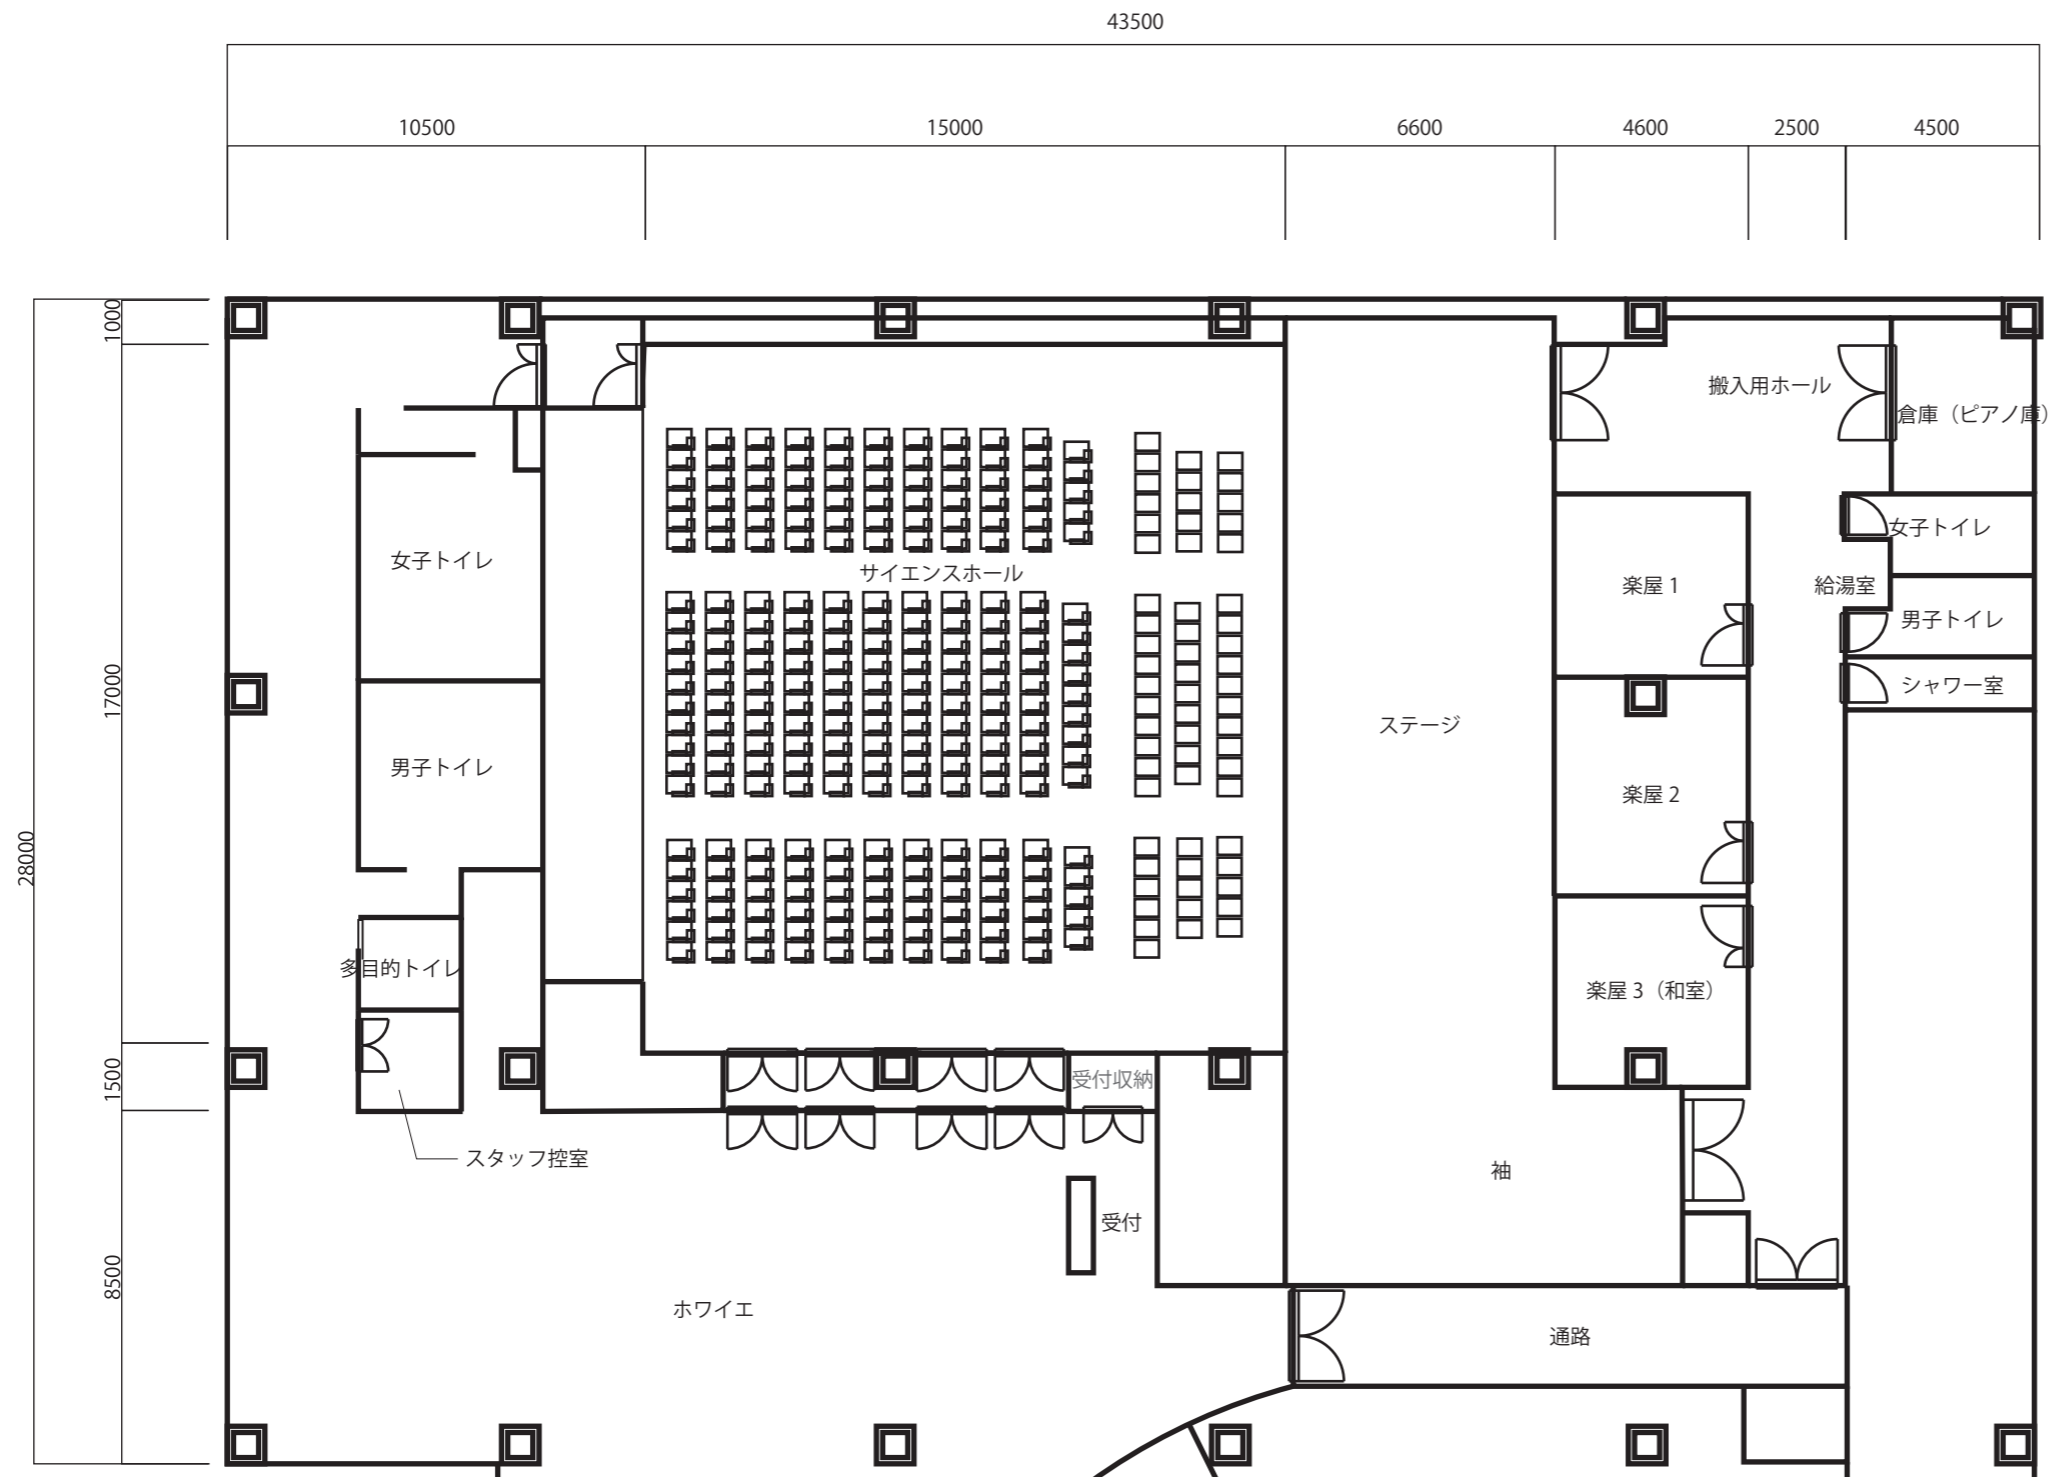 43500
10500
15000
6600
4600
2500
4500
1000
17000
28000
1500
8500
搬入用ホール
倉庫（ピアノ庫）
女子トイレ
女子トイレ
サイエンスホール
楽屋 1
給湯室
男子トイレ
シャワー室
ステージ
男子トイレ
楽屋 2
多目的トイレ
楽屋 3（和室）
受付収納
スタッフ控室
袖
受付
ホワイエ
通路